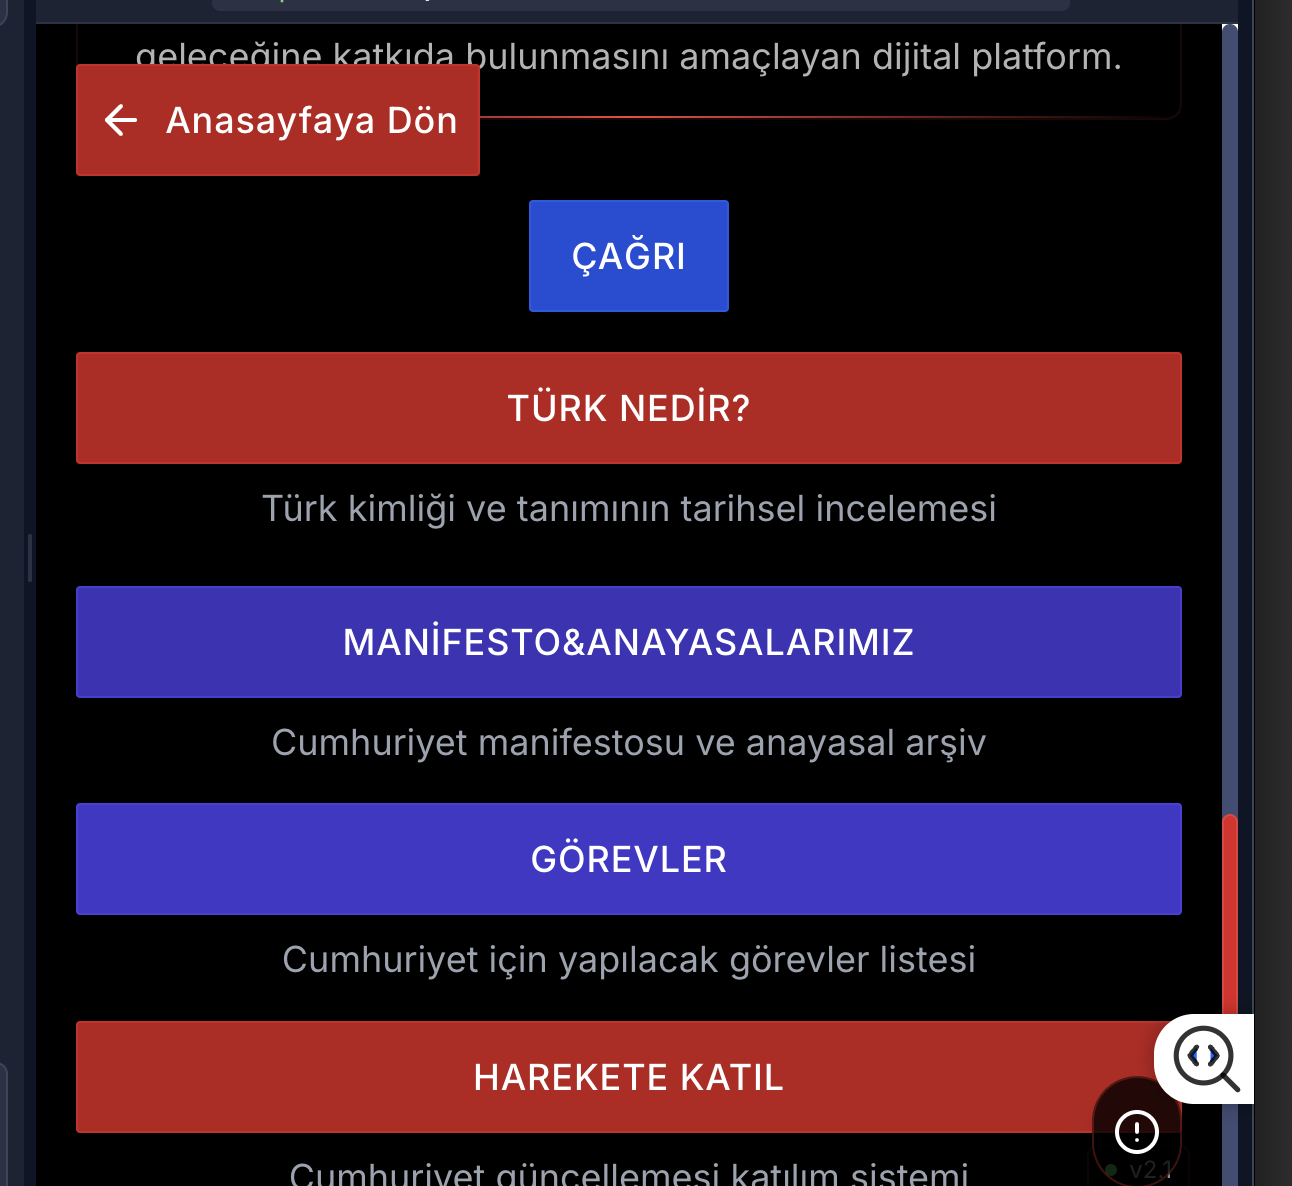 geleceğine katkıda bulunmasını amaçlayan dijital platform.
Anasayfaya Dön
ÇAĞRI
TÜRK NEDİR?
Türk kimliği ve tanımının tarihsel incelemesi
MANİFESTO&ANAYASALARIMIZ
Cumhuriyet manifestosu ve anayasal arşiv
GÖREVLER
Cumhuriyet için yapılacak görevler listesi
HAREKETE KATIL
Cumhuriyet güncellemesi katılım sistemi
v2.1